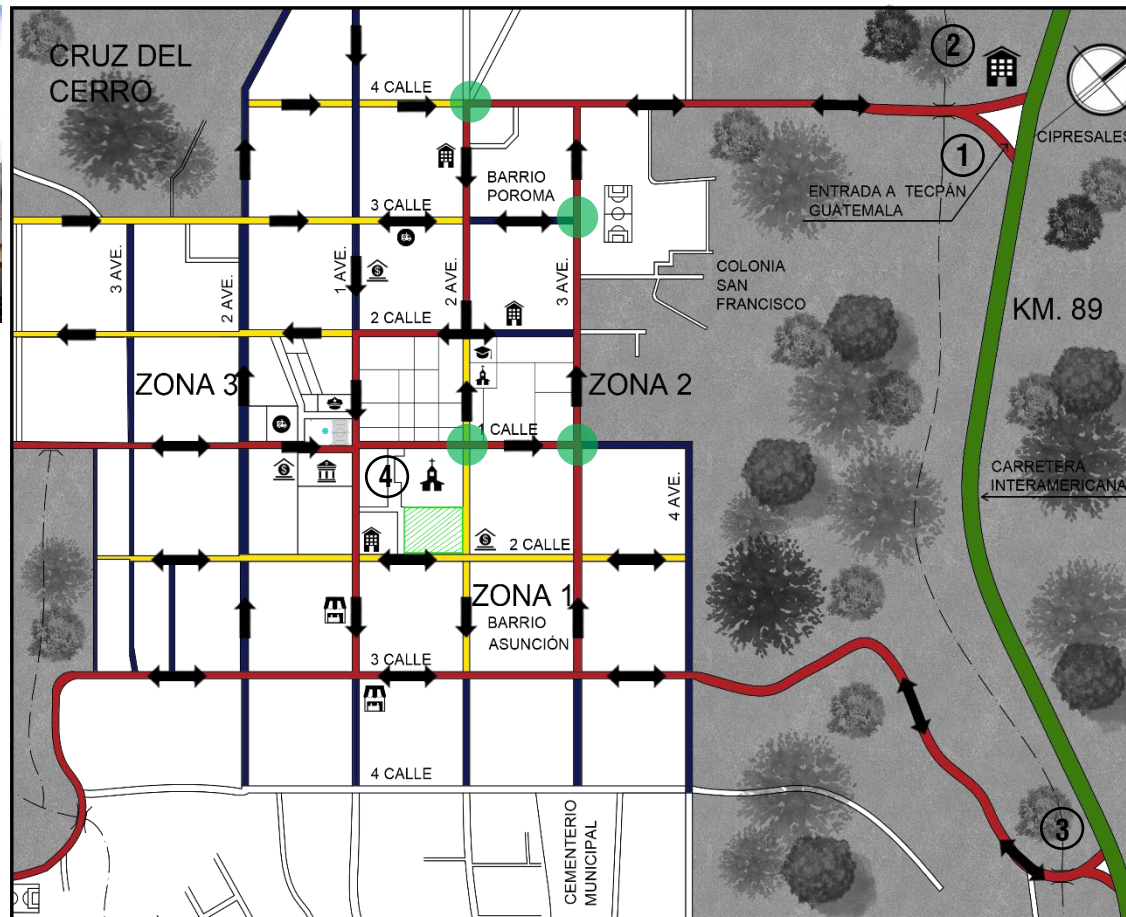 CRUZ DEL
CERRO
4 CALLE
2
CIPRESALES
1
ENTRADA A TECPÁN
GUATEMALA
BARRIO
POROMA
3 CALLE
3 AVE.
2 AVE.
1 AVE.
2 AVE.
3 AVE.
COLONIA
SAN
FRANCISCO
KM. 89
2 CALLE
ZONA 3
ZONA 2
1 CALLE
4
4 AVE.
CARRETERA
INTERAMERICANA
2 CALLE
ZONA 1
BARRIO
ASUNCIÓN
3 CALLE
4 CALLE
CEMENTERIO
MUNICIPAL
3